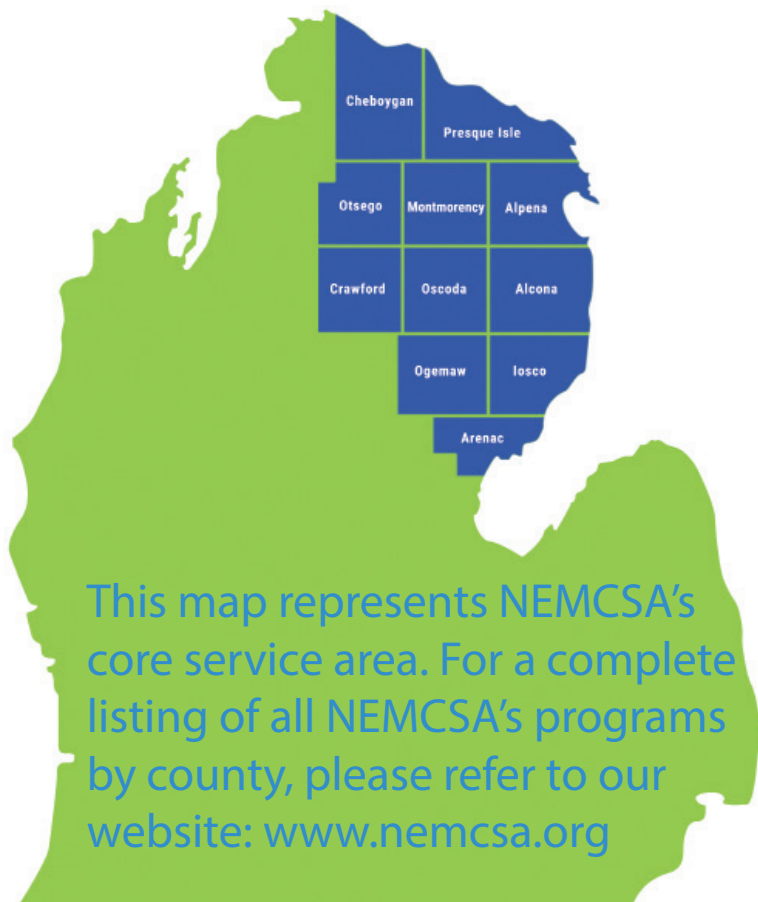 Cheboygan
Presque Isle
Otsego
Montmorency
Alpena
Crawford
Oscoda
Alcona
Ogemaw
Iosco
Arenac
This map represents NEMCSA’s
core service area. For a complete
listing of all NEMCSA’s programs
by county, please refer to our
website: www.nemcsa.org